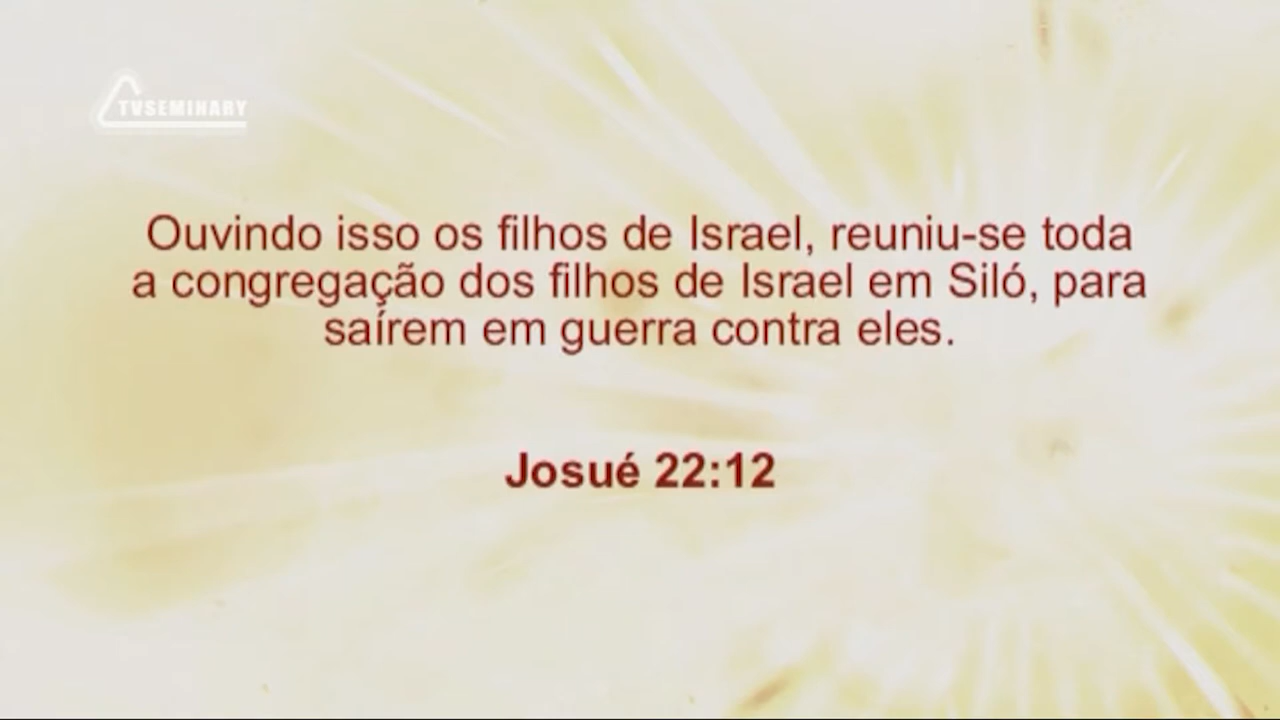 TVSEMINARY
Ouvindo isso os filhos de Israel, reuniu-se toda
a congregação dos filhos de Israel em Siló, para
saírem em guerra contra eles.
Josué 22:12